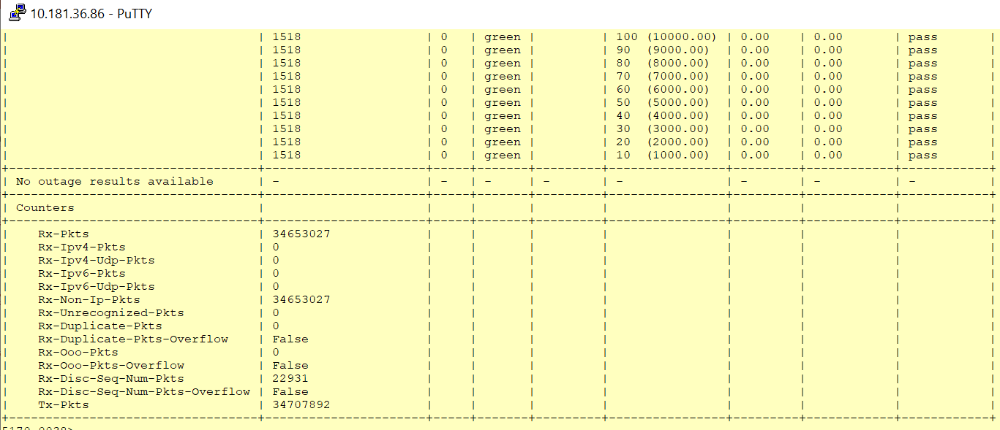 10.181.36.86 - PuTTY
| | 1518 | 0 | green | | 100 (10000.00) | 0.00 | 0.00 | pass |
| | 1518 | 0 | green | | 90 (9000.00) | 0.00 | 0.00 | pass |
| | 1518 | 0 | green | | 80 (8000.00) | 0.00 | 0.00 | pass |
| | 1518 | 0 | green | | 70 (7000.00) | 0.00 | 0.00 | pass |
| | 1518 | 0 | green | | 60 (6000.00) | 0.00 | 0.00 | pass |
| | 1518 | 0 | green | | 50 (5000.00) | 0.00 | 0.00 | pass |
| | 1518 | 0 | green | | 40 (4000.00) | 0.00 | 0.00 | pass |
| | 1518 | 0 | green | | 30 (3000.00) | 0.00 | 0.00 | pass |
| | 1518 | 0 | green | | 20 (2000.00) | 0.00 | 0.00 | pass |
| | 1518 | 0 | green | | 10 (1000.00) | 0.00 | 0.00 | pass |
| No outage results available | - | - | - | - | - | - | - | - |
| Counters | | | | | | | | |
| Rx-Pkts | 34653027 | | | | | | | |
| Rx-Ipv4-Pkts | 0 | | | | | | | |
| Rx-Ipv4-Udp-Pkts | 0 | | | | | | | |
| Rx-Ipv6-Pkts | 0 | | | | | | | |
| Rx-Ipv6-Udp-Pkts | 0 | | | | | | | |
| Rx-Non-Ip-Pkts | 34653027 | | | | | | | |
| Rx-Unrecognized-Pkts | 0 | | | | | | | |
| Rx-Duplicate-Pkts | 0 | | | | | | | |
| Rx-Duplicate-Pkts-Overflow | False | | | | | | | |
| Rx-Ooo-Pkts | 0 | | | | | | | |
| Rx-Ooo-Pkts-Overflow | False | | | | | | | |
| Rx-Disc-Seq-Num-Pkts | 22931 | | | | | | | |
| Rx-Disc-Seq-Num-Pkts-Overflow | False | | | | | | | |
| Tx-Pkts | 34707892 | | | | | | | |